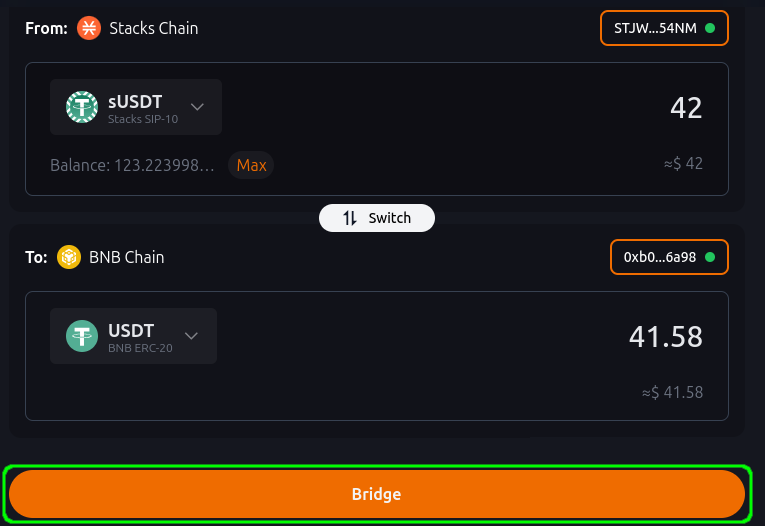 From: Stacks Chain STJW...54NM
sUSDT 42
Stacks SIP-10
Balance: 123.223998... Max ≈$ 42
Switch
To: BNB Chain 0xb0...6a98
USDT 41.58
BNB ERC-20
≈$ 41.58
Bridge